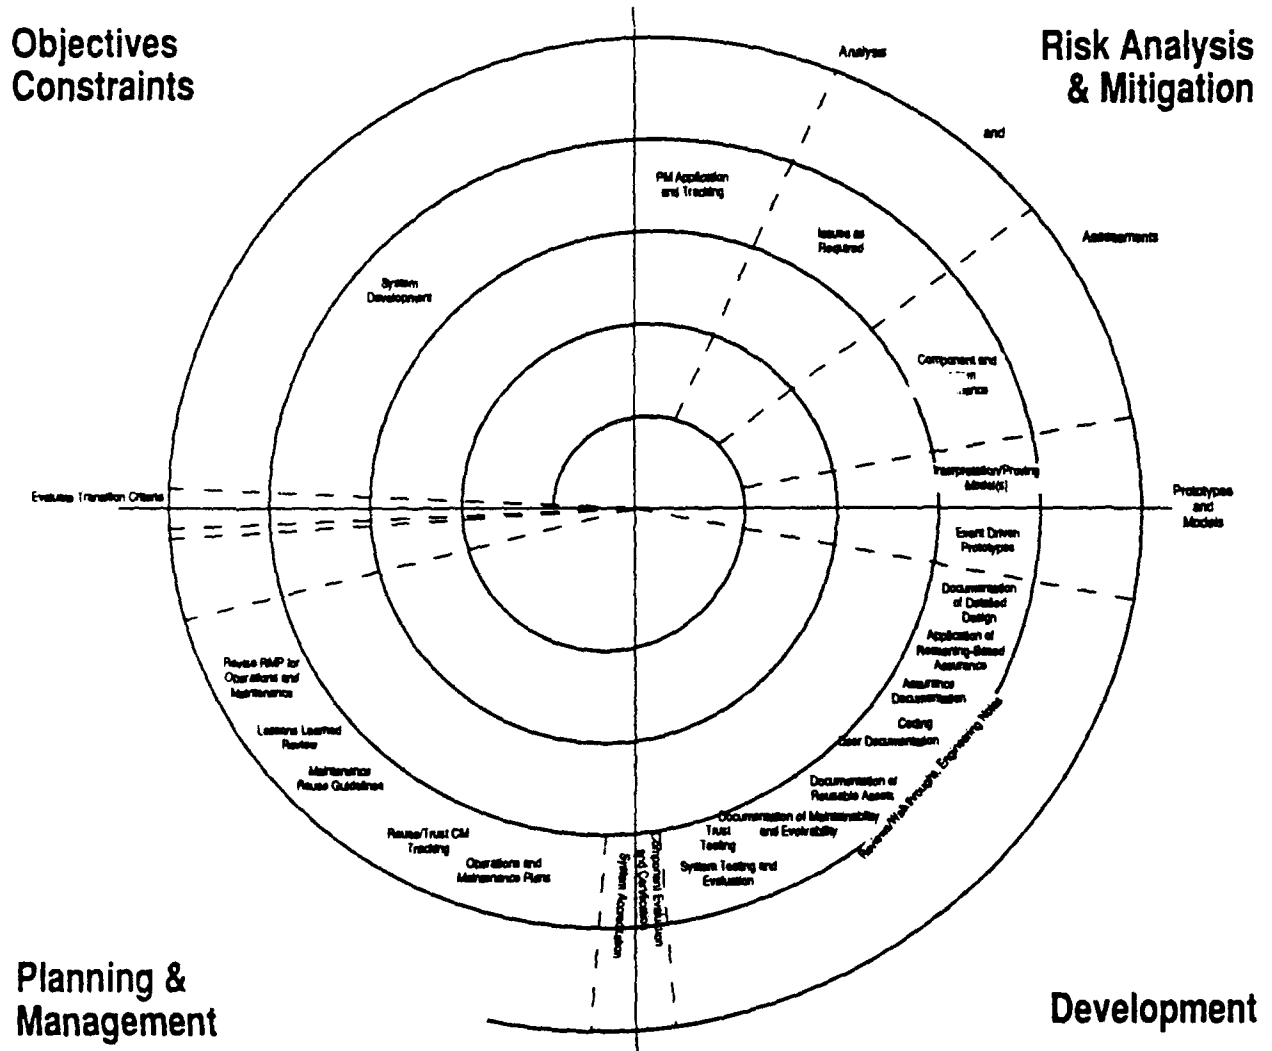 Objectives
Constraints
Risk Analysis
& Mitigation
Analysis
and
Assessments
PM Application
and Tracking
Issues as
Required
System
Development
Component and
Interpretation/Proving
Model(s)
Evaluate Transition Criteria
Prototypes
and
Models
Event Driven
Prototypes
Documentation
of Detailed
Design
Application of
Reasoning-Based
Assurance
Assurance
Documentation
Coding
User Documentation
Reviews/Walkthroughs, Engineering Notes
Documentation of
Reusable Assets
Documentation of Maintainability
and Evolvability
Trust
Testing
System Testing and
Evaluation
Component Evaluation
and Certification
System Accreditation
Revise RMP for
Operations and
Maintenance
Lessons Learned
Review
Maintenance
Reuse Guidelines
Reuse/Trust CM
Tracking
Operations and
Maintenance Plans
Planning &
Management
Development